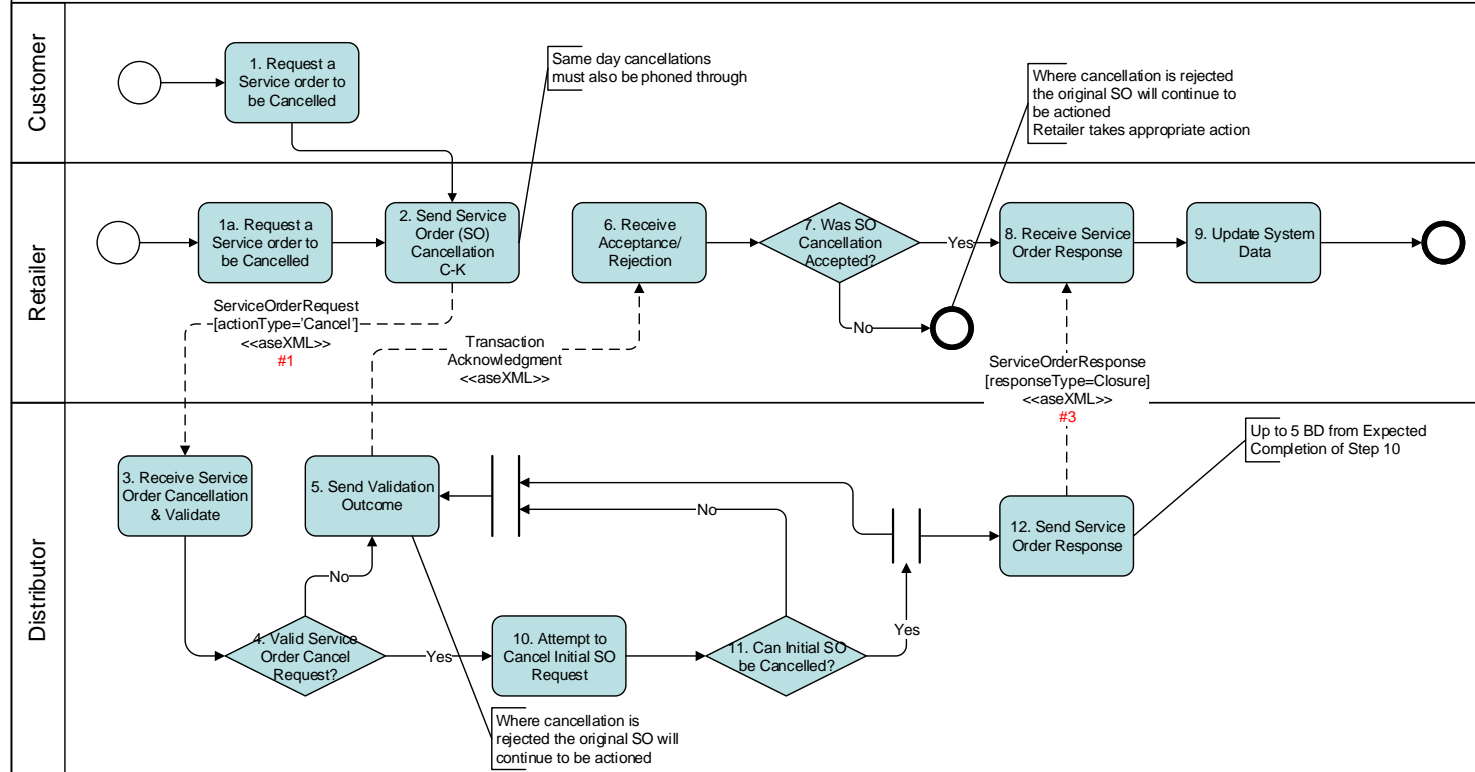 Customer
1. Request a
Service order to
be Cancelled
Same day cancellations
must also be phoned through
Where cancellation is rejected
the original SO will continue to
be actioned
Retailer takes appropriate action
Retailer
1a. Request a
Service order to
be Cancelled
2. Send Service
Order (SO)
Cancellation
C-K
6. Receive
Acceptance/
Rejection
7. Was SO
Cancellation
Accepted?
Yes
No
8. Receive Service
Order Response
9. Update System
Data
ServiceOrderRequest
[actionType='Cancel']
<<aseXML>>
#1
Transaction
Acknowledgment
<<aseXML>>
ServiceOrderResponse
[responseType=Closure]
<<aseXML>>
#3
Distributor
3. Receive Service
Order Cancellation
& Validate
5. Send Validation
Outcome
No
No
12. Send Service
Order Response
Up to 5 BD from Expected
Completion of Step 10
4. Valid Service
Order Cancel
Request?
Yes
10. Attempt to
Cancel Initial SO
Request
11. Can Initial SO
be Cancelled?
Yes
Where cancellation is
rejected the original SO will
continue to be actioned